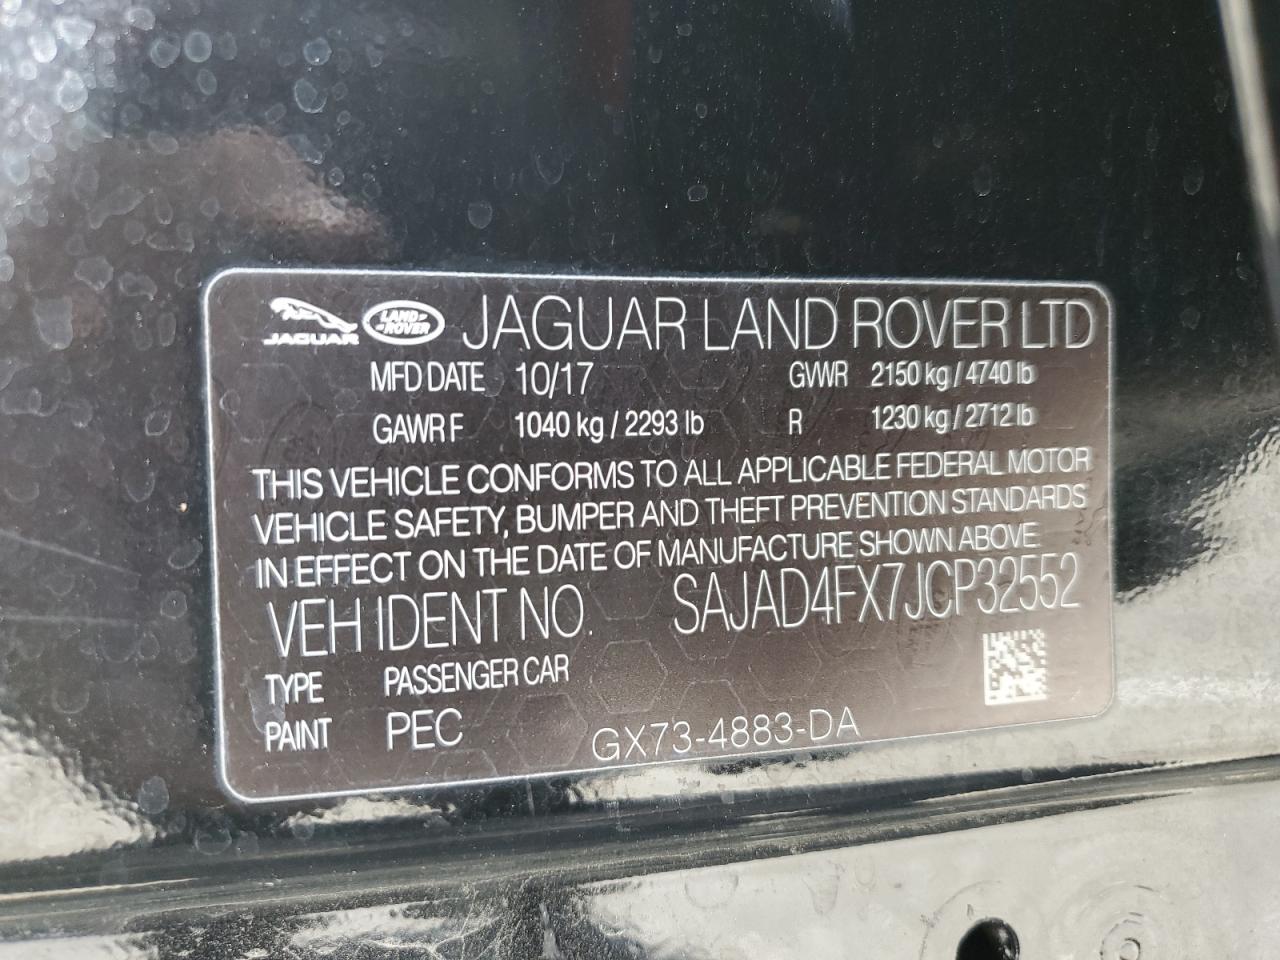 JAGUAR LAND-ROVER JAGUAR LAND ROVER LTD
MFD DATE 10/17 GWWR 2150 kg / 4740 lb
GAWR F 1040 kg / 2293 lb R 1230 kg / 2712 lb
THIS VEHICLE CONFORMS TO ALL APPLICABLE FEDERAL MOTOR
VEHICLE SAFETY, BUMPER AND THEFT PREVENTION STANDARDS
IN EFFECT ON THE DATE OF MANUFACTURE SHOWN ABOVE
VEH IDENT NO. SAJAD4FX7JCP32552
TYPE PASSENGER CAR
PAINT PEC GX73-4883-DA